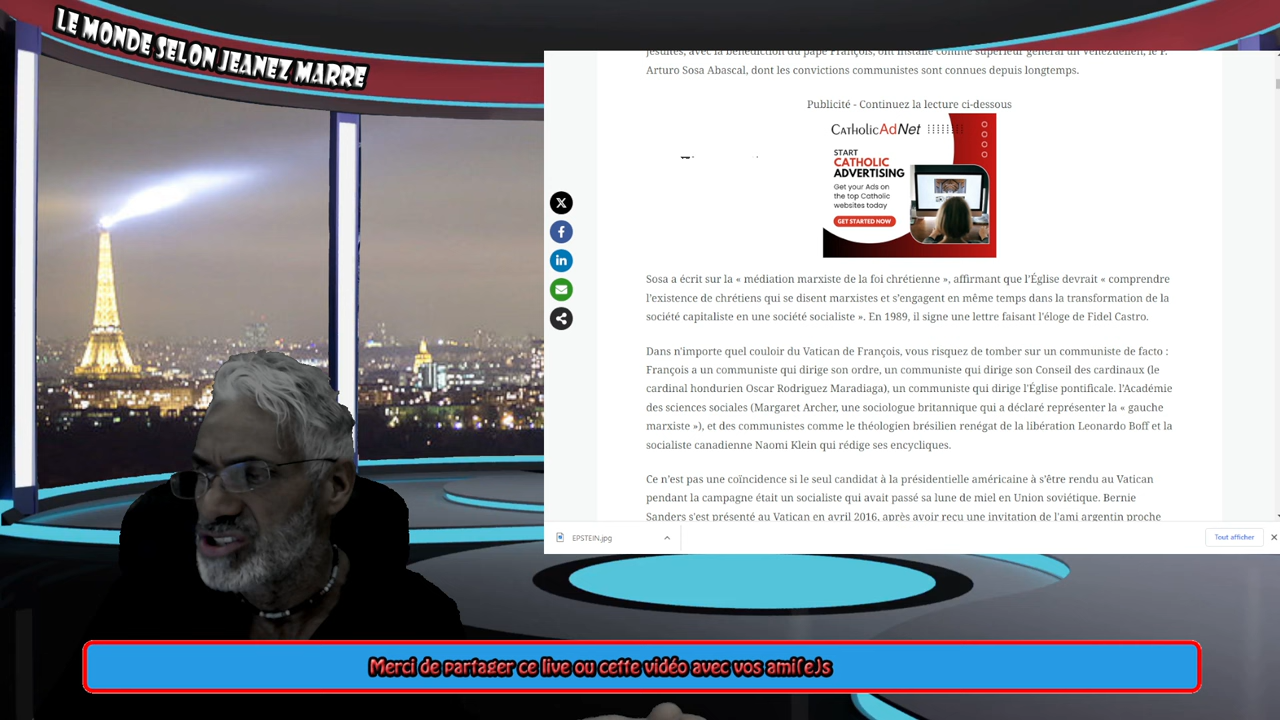 LE MONDE SELON JEANEZ MARRE
jésuites, avec la bénédiction du pape François, ont installé comme supérieur général un Vénézuélien, le P.
Arturo Sosa Abascal, dont les convictions communistes sont connues depuis longtemps.
Publicité - Continuez la lecture ci-dessous
CatholicAdNet
START
CATHOLIC
ADVERTISING
Get your Ads on
the top Catholic
websites today
GET STARTED NOW
Sosa a écrit sur la « médiation marxiste de la foi chrétienne », affirmant que l'Église devrait « comprendre
l'existence de chrétiens qui se disent marxistes et s'engagent en même temps dans la transformation de la
société capitaliste en une société socialiste ». En 1989, il signe une lettre faisant l'éloge de Fidel Castro.
Dans n'importe quel couloir du Vatican de François, vous risquez de tomber sur un communiste de facto :
François a un communiste qui dirige son ordre, un communiste qui dirige son Conseil des cardinaux (le
cardinal hondurien Oscar Rodriguez Maradiaga), un communiste qui dirige l'Église pontificale. l'Académie
des sciences sociales (Margaret Archer, une sociologue britannique qui a déclaré représenter la « gauche
marxiste »), et des communistes comme le théologien brésilien renégat de la libération Leonardo Boff et la
socialiste canadienne Naomi Klein qui rédige ses encycliques.
Ce n'est pas une coïncidence si le seul candidat à la présidentielle américaine à s'être rendu au Vatican
pendant la campagne était un socialiste qui avait passé sa lune de miel en Union soviétique. Bernie
Sanders s'est présenté au Vatican en avril 2016, après avoir reçu une invitation de l'ami argentin proche
EPSTEIN.jpg
Tout afficher
Merci de partager ce live ou cette vidéo avec vos ami(e)s